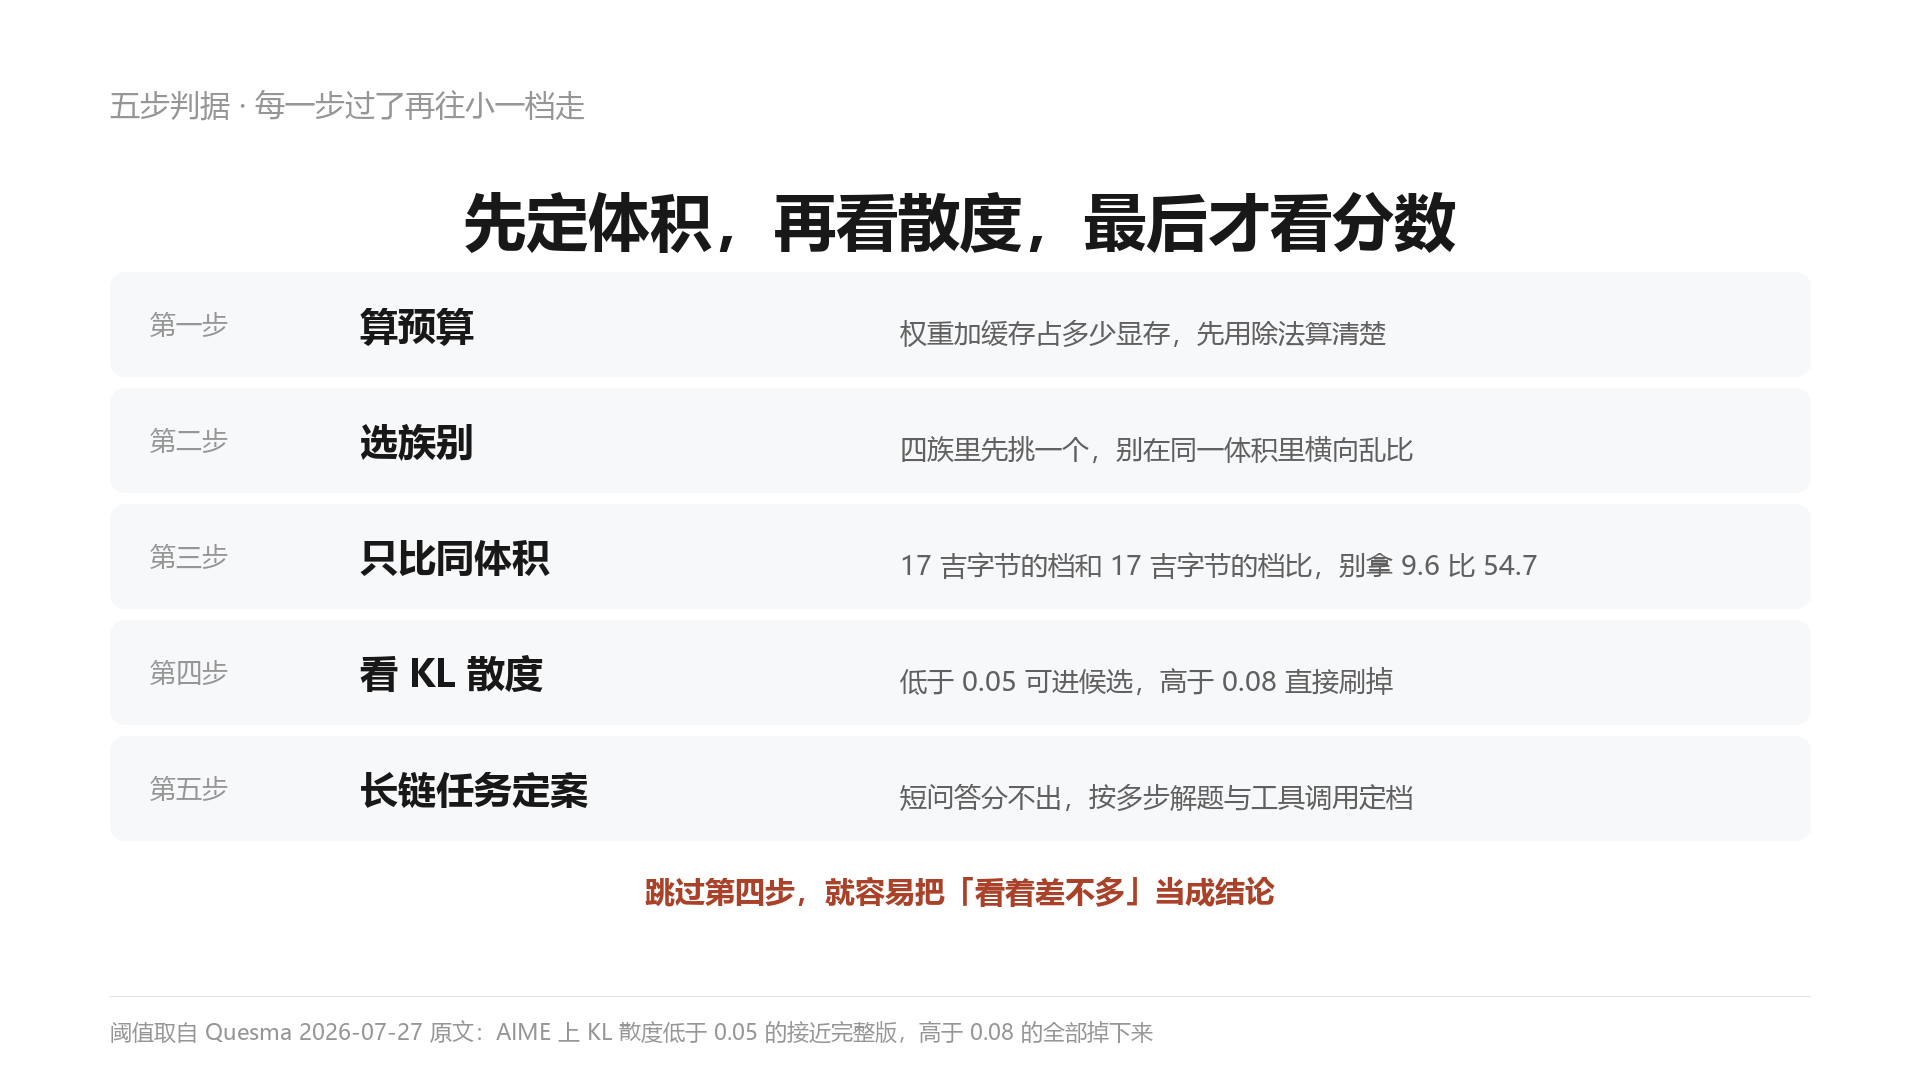 五步判据 · 每一步过了再往小一档走
先定体积，再看散度，最后才看分数
第一步 算预算 权重加缓存占多少显存，先用除法算清楚
第二步 选族别 四族里先挑一个，别在同一体积里横向乱比
第三步 只比同体积 17 吉字节的档和 17 吉字节的档比，别拿 9.6 比 54.7
第四步 看 KL 散度 低于 0.05 可进候选，高于 0.08 直接刷掉
第五步 长链任务定案 短问答分不出，按多步解题与工具调用定档
跳过第四步，就容易把「看着差不多」当成结论
阈值取自 Quesma 2026-07-27 原文：AIME 上 KL 散度低于 0.05 的接近完整版，高于 0.08 的全部掉下来